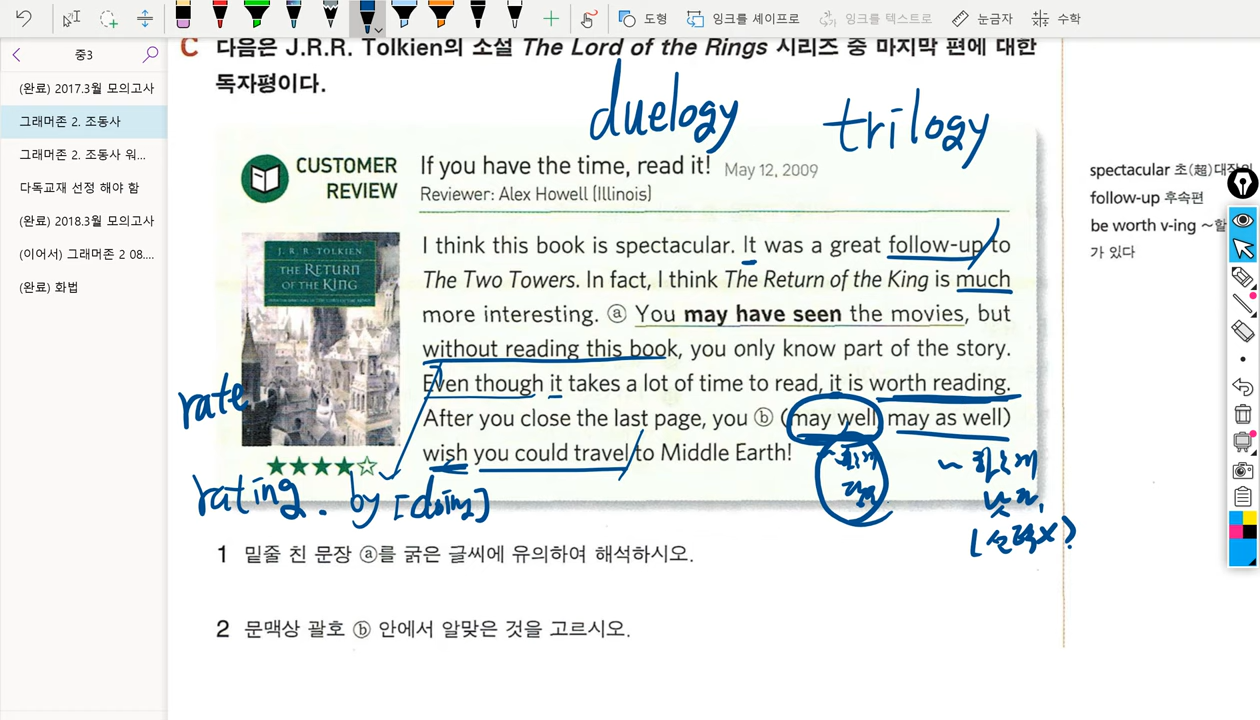 도형
잉크를 셰이프로
잉크를 텍스트로
눈금자
수학
중3
(완료) 2017.3월 모의고사
그래머존 2. 조동사
그래머존 2. 조동사 워...
다독교재 선정 해야 함
(완료) 2018.3월 모의고사
(이어서) 그래머존 2 08....
(완료) 화법
C 다음은 J.R.R. Tolkien의 소설 The Lord of the Rings 시리즈 중 마지막 편에 대한
독자평이다.
duelogy
trilogy
CUSTOMER
REVIEW
If you have the time, read it! May 12, 2009
Reviewer: Alex Howell (Illinois)
J. R. R. TOLKIEN
THE RETURN
OF THE KING
I think this book is spectacular. It was a great follow-up to
The Two Towers. In fact, I think The Return of the King is much
more interesting. ⓐ You may have seen the movies, but
without reading this book, you only know part of the story.
Even though it takes a lot of time to read, it is worth reading.
After you close the last page, you ⓑ (may well, may as well)
wish you could travel to Middle Earth!
rate
rating.
by [doing]
1 밑줄 친 문장 ⓐ를 굵은 글씨에 유의하여 해석하시오.
2 문맥상 괄호 ⓑ 안에서 알맞은 것을 고르시오.
spectacular 초(超)대작의
follow-up 후속편
be worth v-ing ~할
가 있다